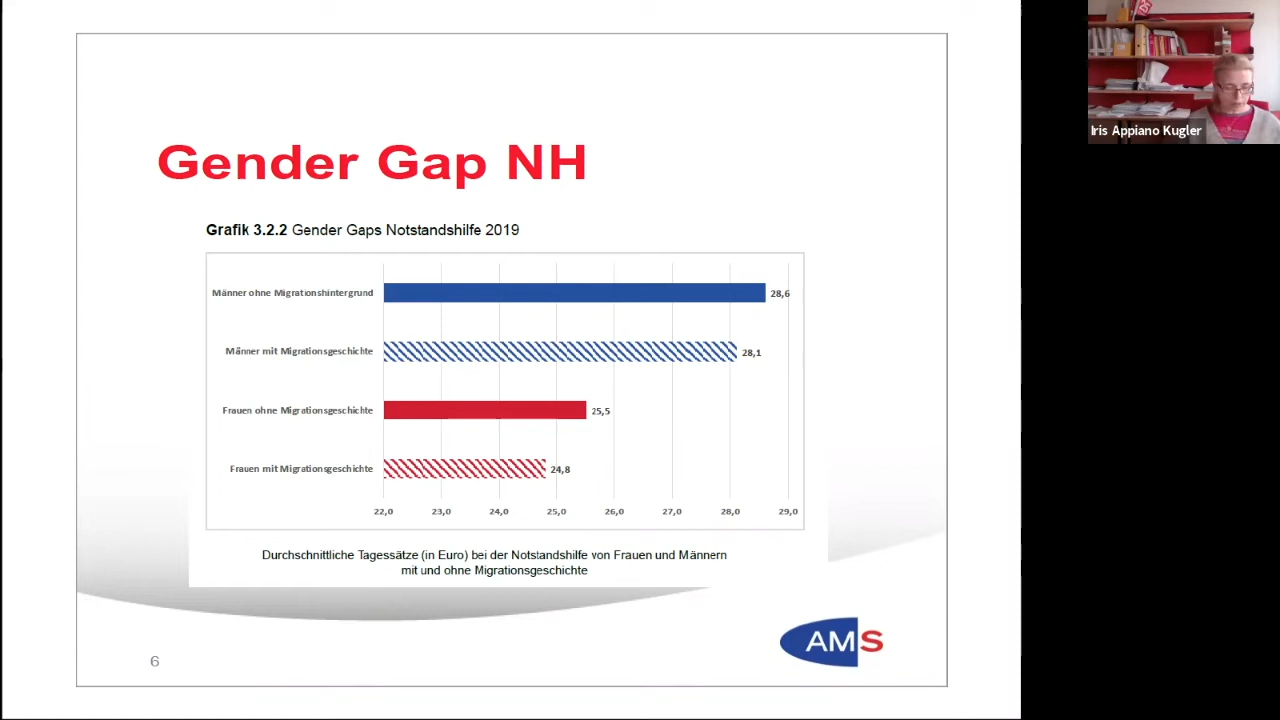 Iris Appiano Kugler
Gender Gap NH
Grafik 3.2.2 Gender Gaps Notstandshilfe 2019
Männer ohne Migrationshintergrund
28,6
Männer mit Migrationsgeschichte
28,1
Frauen ohne Migrationsgeschichte
25,5
Frauen mit Migrationsgeschichte
24,8
22,0 23,0 24,0 25,0 26,0 27,0 28,0 29,0
Durchschnittliche Tagessätze (in Euro) bei der Notstandshilfe von Frauen und Männern
mit und ohne Migrationsgeschichte
AMS
6